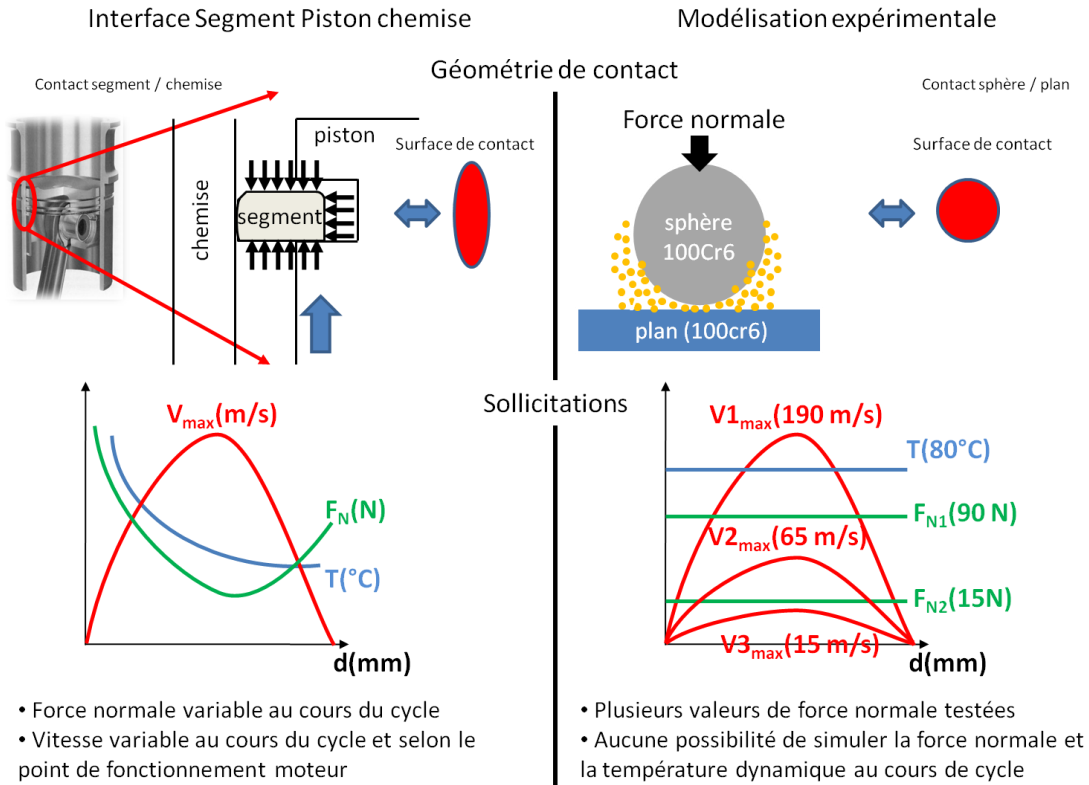 Interface Segment Piston chemise
Modélisation expérimentale
Géométrie de contact
Contact segment / chemise
Contact sphère / plan
piston
Surface de contact
chemise
segment
Force normale
Surface de contact
sphère
100Cr6
plan (100cr6)
Sollicitations
Vmax(m/s)
FN(N)
T(°C)
d(mm)
V1max(190 m/s)
T(80°C)
FN1(90 N)
V2max(65 m/s)
FN2(15N)
V3max(15 m/s)
d(mm)
• Force normale variable au cours du cycle
• Vitesse variable au cours du cycle et selon le
point de fonctionnement moteur
• Plusieurs valeurs de force normale testées
• Aucune possibilité de simuler la force normale et
la température dynamique au cours de cycle